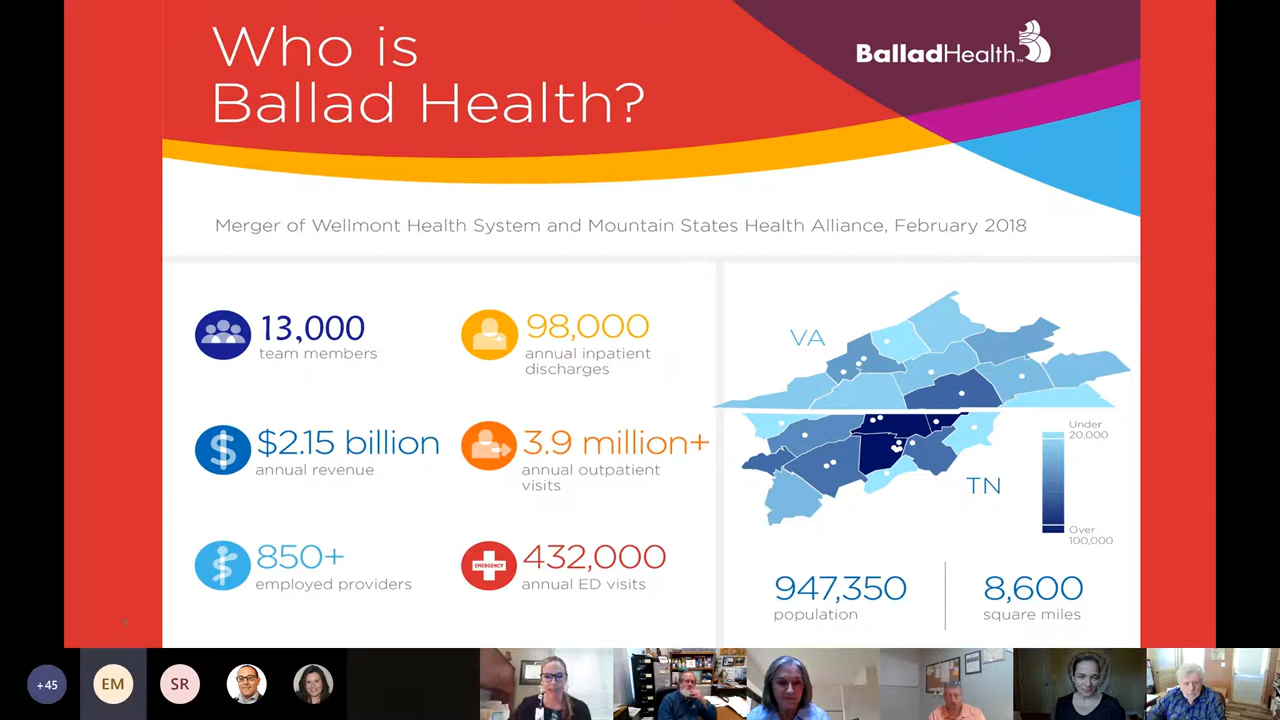 Who is
Ballad Health?
BalladHealth™
Merger of Wellmont Health System and Mountain States Health Alliance, February 2018
13,000
team members
98,000
annual inpatient
discharges
$2.15 billion
annual revenue
3.9 million+
annual outpatient
visits
850+
employed providers
EMERGENCY
432,000
annual ED visits
VA
TN
Under
20,000
Over
100,000
947,350
population
8,600
square miles
+45
EM
SR